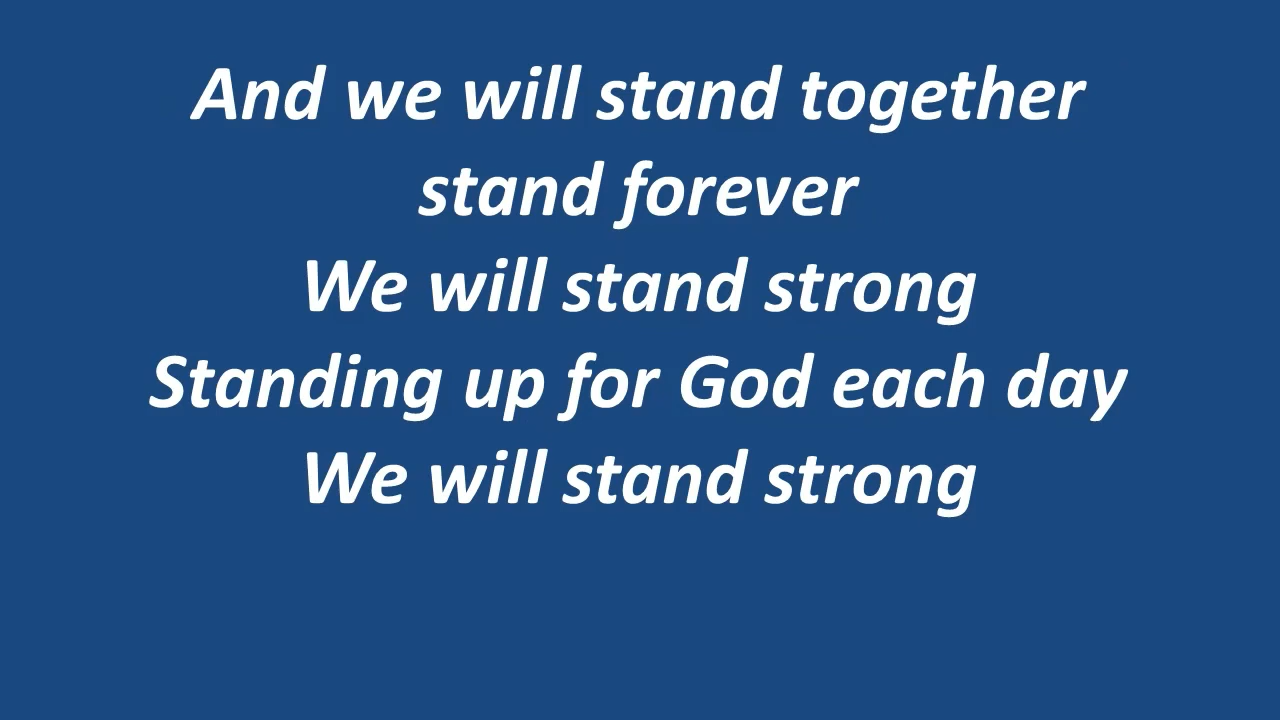 And we will stand together
stand forever
We will stand strong
Standing up for God each day
We will stand strong